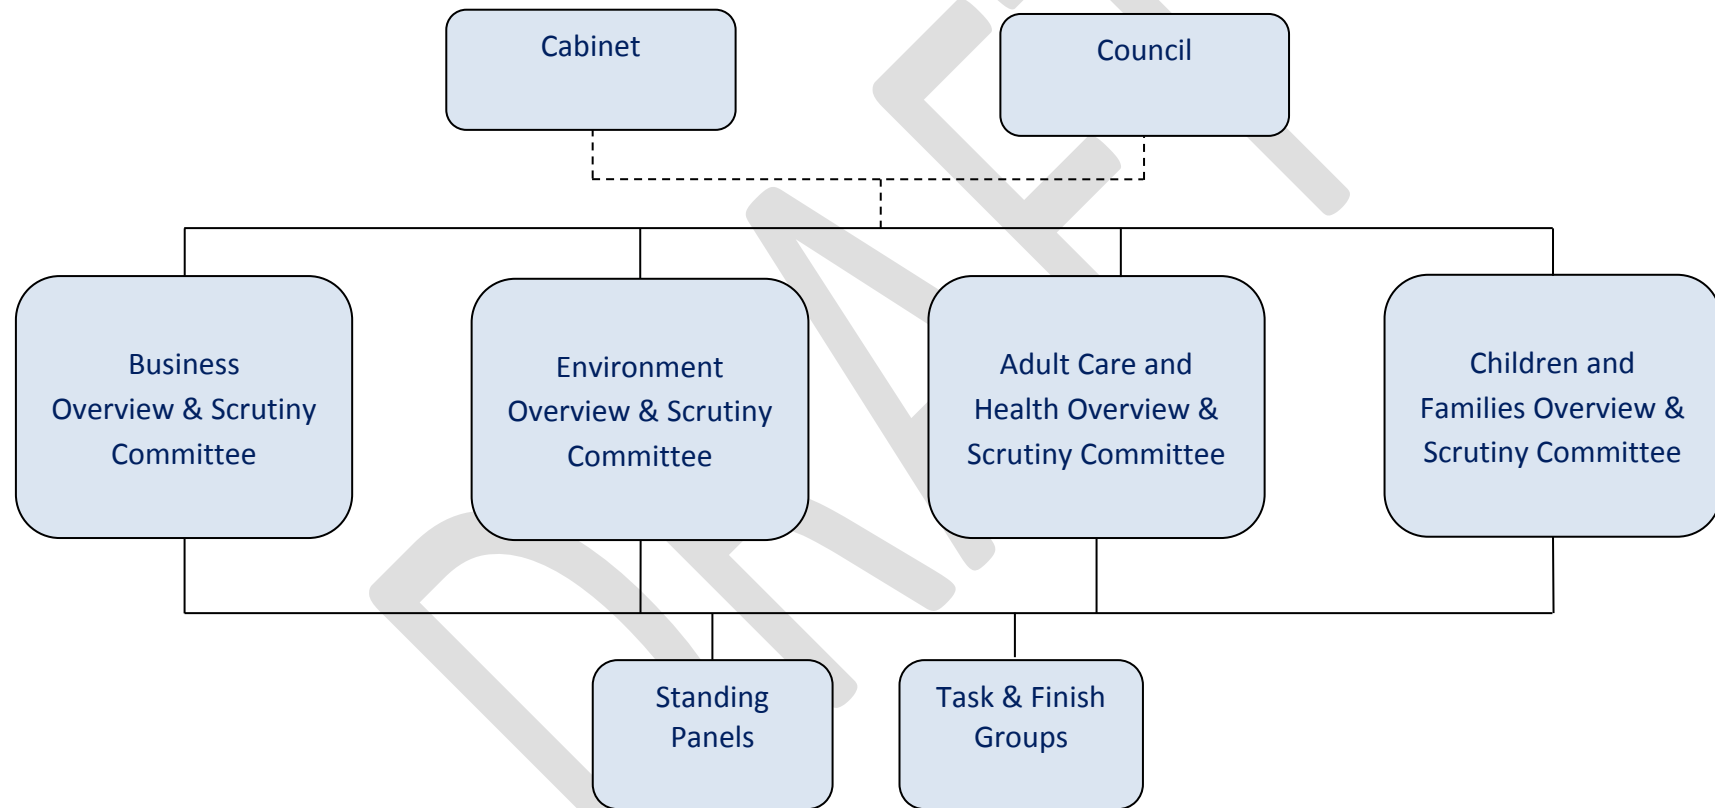 Cabinet
Council
Business
Overview & Scrutiny
Committee
Environment
Overview & Scrutiny
Committee
Adult Care and
Health Overview &
Scrutiny Committee
Children and
Families Overview &
Scrutiny Committee
Standing
Panels
Task & Finish
Groups
DRAFT